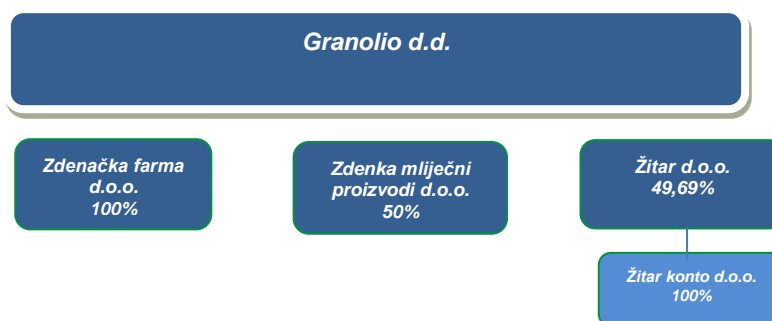 Granolio d.d.
Zdenačka farma
d.o.o.
100%
Zdenka mliječni
proizvodi d.o.o.
50%
Žitar d.o.o.
49,69%
Žitar konto d.o.o.
100%